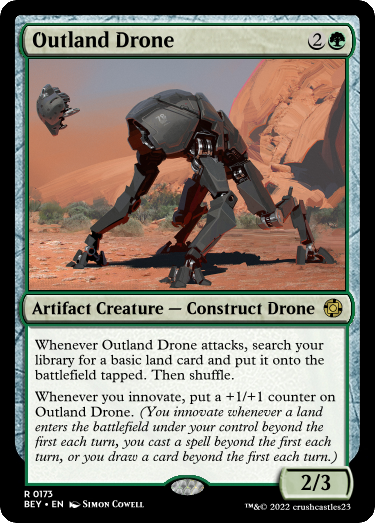 Outland Drone 2
Artifact Creature — Construct Drone
Whenever Outland Drone attacks, search your
library for a basic land card and put it onto the
battlefield tapped. Then shuffle.
Whenever you innovate, put a +1/+1 counter on
Outland Drone. (You innovate whenever a land
enters the battlefield under your control beyond the
first each turn, you cast a spell beyond the first each
turn, or you draw a card beyond the first each turn.)
2/3
R 0173
BEY • EN Simon Cowell
™&© 2022 crushcastles23